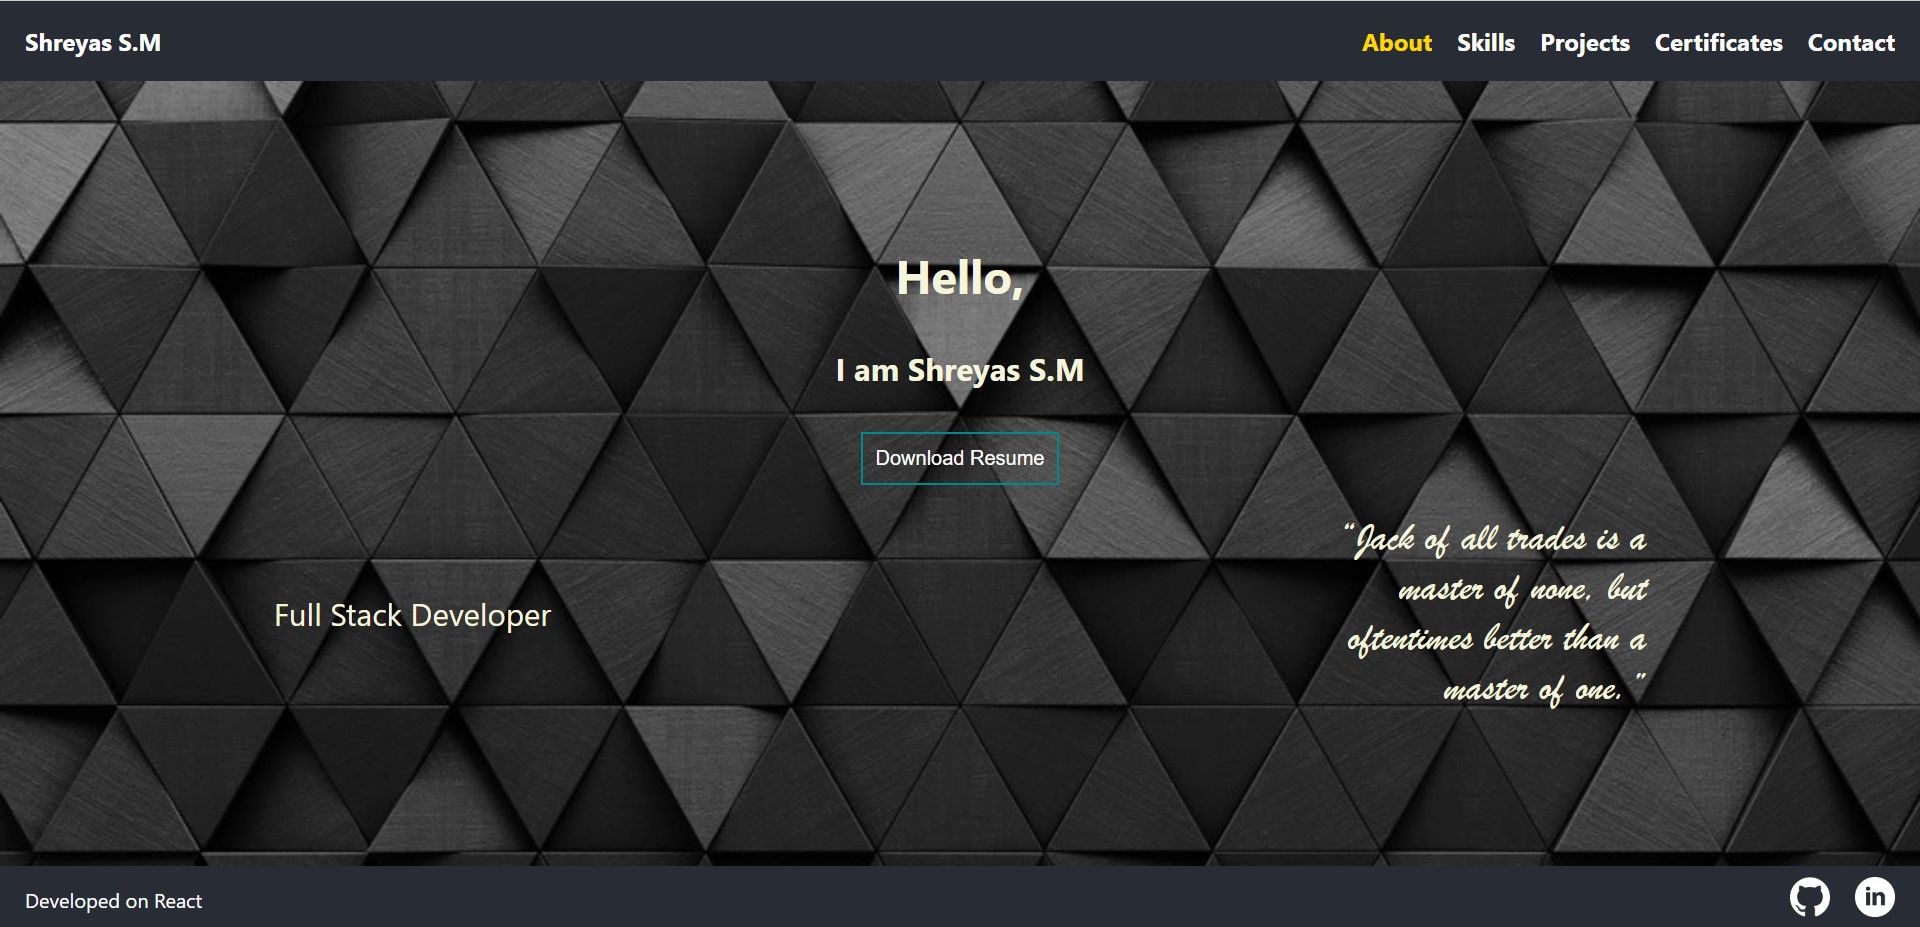 Shreyas S.M
About Skills Projects Certificates Contact
Hello,
I am Shreyas S.M
Download Resume
Full Stack Developer
“Jack of all trades is a
master of none, but
oftentimes better than a
master of one.”
Developed on React
in